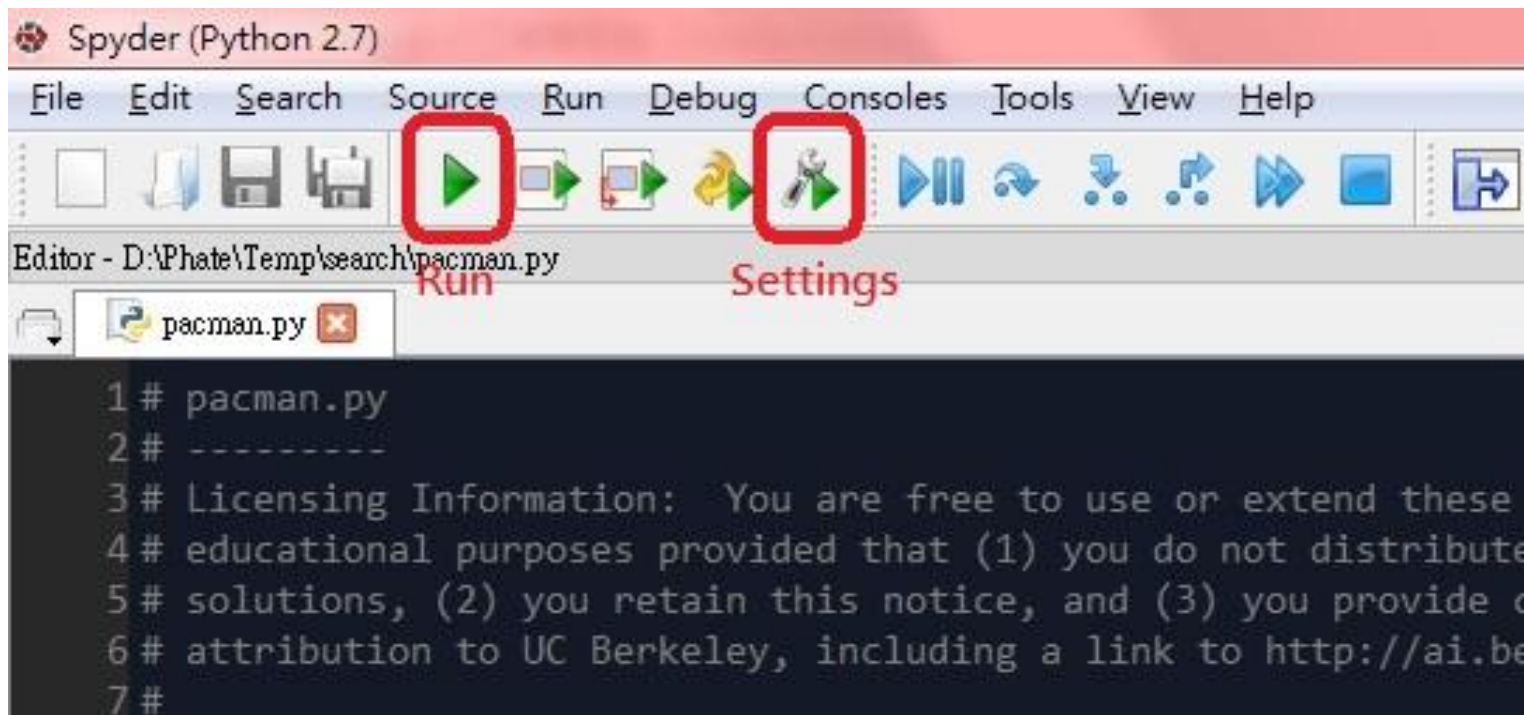 Spyder (Python 2.7)
File Edit Search Source Run Debug Consoles Tools View Help
Editor - D:\Phate\Temp\search\pacman.py
Run Settings
pacman.py
1 # pacman.py
2 # ---------
3 # Licensing Information:  You are free to use or extend these
4 # educational purposes provided that (1) you do not distribute
5 # solutions, (2) you retain this notice, and (3) you provide
6 # attribution to UC Berkeley, including a link to http://ai.be
7 #